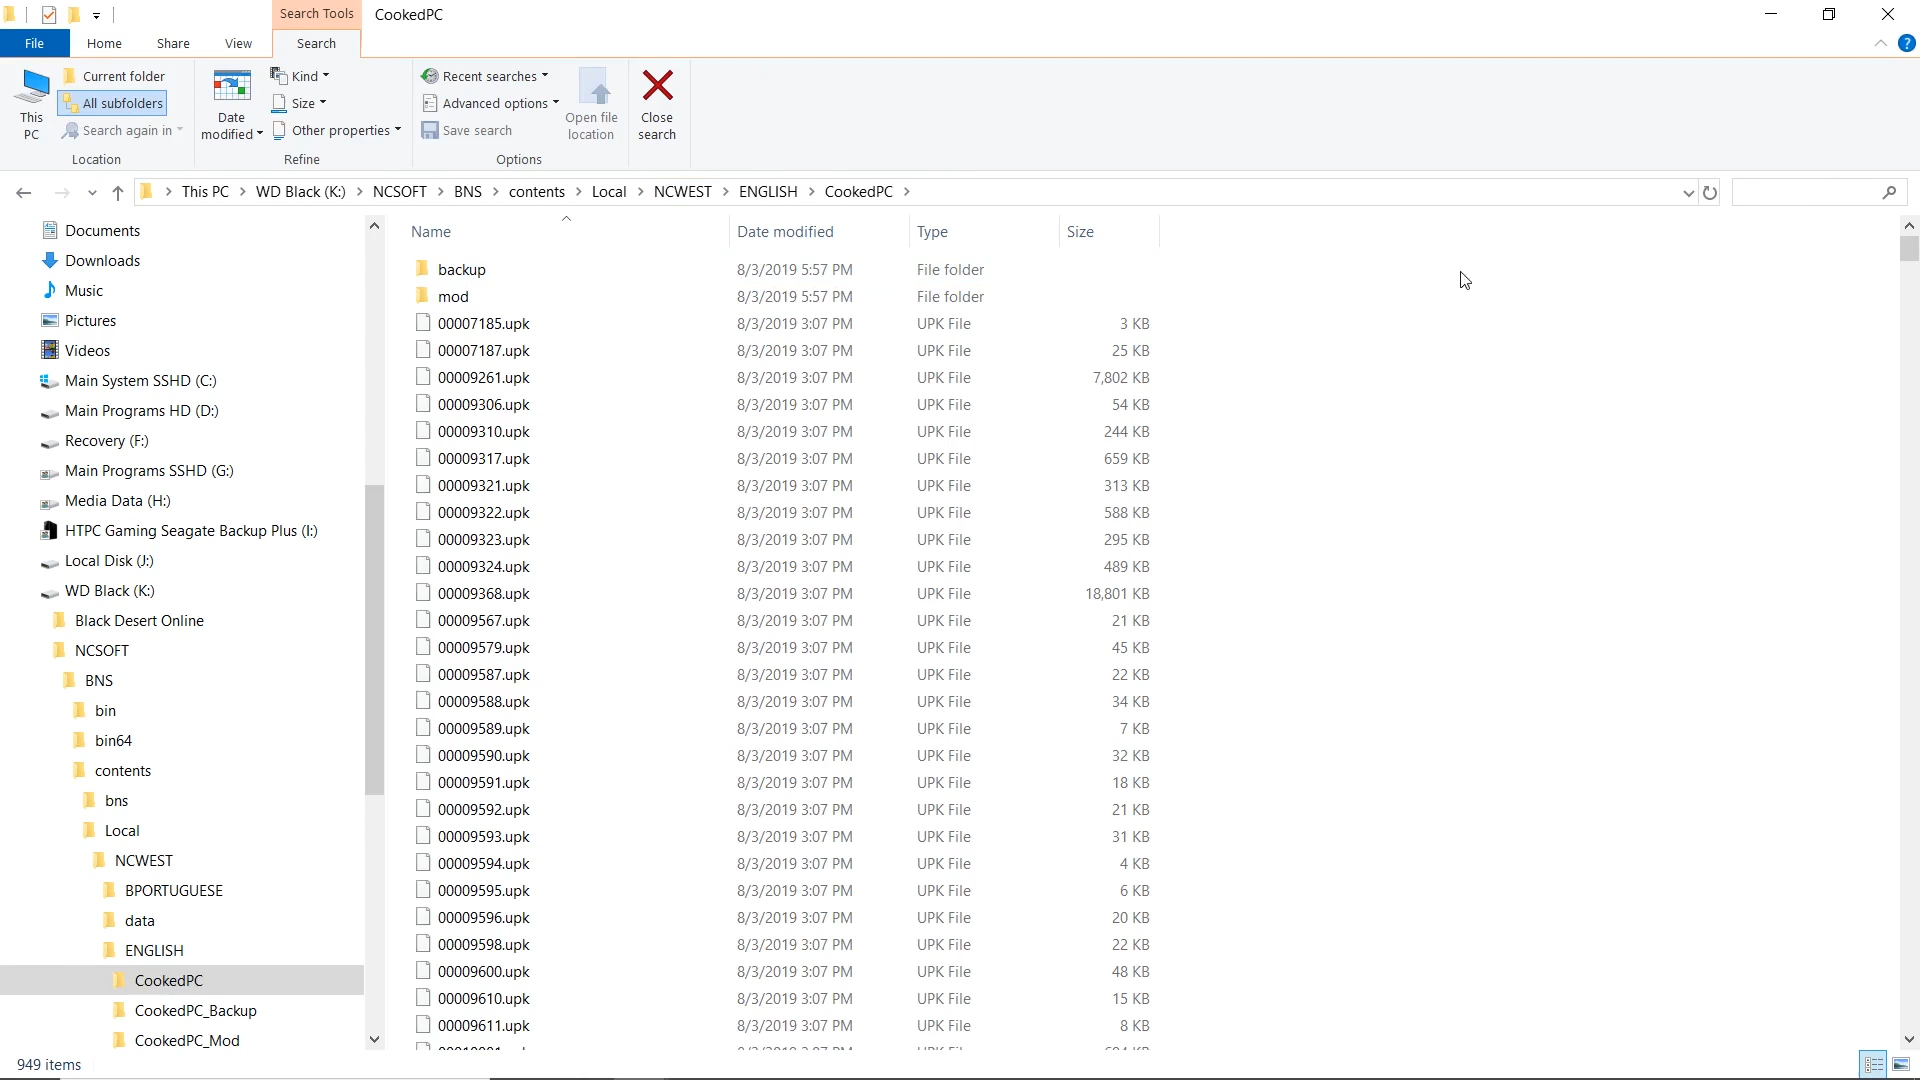 Search Tools CookedPC
File Home Share View Search
This PC
Current folder
All subfolders
Search again in
Location
Date modified
Kind
Size
Other properties
Refine
Recent searches
Advanced options
Save search
Open file location
Options
Close search
This PC > WD Black (K:) > NCSOFT > BNS > contents > Local > NCWEST > ENGLISH > CookedPC >
Documents
Downloads
Music
Pictures
Videos
Main System SSHD (C:)
Main Programs HD (D:)
Recovery (F:)
Main Programs SSHD (G:)
Media Data (H:)
HTPC Gaming Seagate Backup Plus (I:)
Local Disk (J:)
WD Black (K:)
Black Desert Online
NCSOFT
BNS
bin
bin64
contents
bns
Local
NCWEST
BPORTUGUESE
data
ENGLISH
CookedPC
CookedPC_Backup
CookedPC_Mod
Name Date modified Type Size
backup 8/3/2019 5:57 PM File folder
mod 8/3/2019 5:57 PM File folder
00007185.upk 8/3/2019 3:07 PM UPK File 3 KB
00007187.upk 8/3/2019 3:07 PM UPK File 25 KB
00009261.upk 8/3/2019 3:07 PM UPK File 7,802 KB
00009306.upk 8/3/2019 3:07 PM UPK File 54 KB
00009310.upk 8/3/2019 3:07 PM UPK File 244 KB
00009317.upk 8/3/2019 3:07 PM UPK File 659 KB
00009321.upk 8/3/2019 3:07 PM UPK File 313 KB
00009322.upk 8/3/2019 3:07 PM UPK File 588 KB
00009323.upk 8/3/2019 3:07 PM UPK File 295 KB
00009324.upk 8/3/2019 3:07 PM UPK File 489 KB
00009368.upk 8/3/2019 3:07 PM UPK File 18,801 KB
00009567.upk 8/3/2019 3:07 PM UPK File 21 KB
00009579.upk 8/3/2019 3:07 PM UPK File 45 KB
00009587.upk 8/3/2019 3:07 PM UPK File 22 KB
00009588.upk 8/3/2019 3:07 PM UPK File 34 KB
00009589.upk 8/3/2019 3:07 PM UPK File 7 KB
00009590.upk 8/3/2019 3:07 PM UPK File 32 KB
00009591.upk 8/3/2019 3:07 PM UPK File 18 KB
00009592.upk 8/3/2019 3:07 PM UPK File 21 KB
00009593.upk 8/3/2019 3:07 PM UPK File 31 KB
00009594.upk 8/3/2019 3:07 PM UPK File 4 KB
00009595.upk 8/3/2019 3:07 PM UPK File 6 KB
00009596.upk 8/3/2019 3:07 PM UPK File 20 KB
00009598.upk 8/3/2019 3:07 PM UPK File 22 KB
00009600.upk 8/3/2019 3:07 PM UPK File 48 KB
00009610.upk 8/3/2019 3:07 PM UPK File 15 KB
00009611.upk 8/3/2019 3:07 PM UPK File 8 KB
949 items